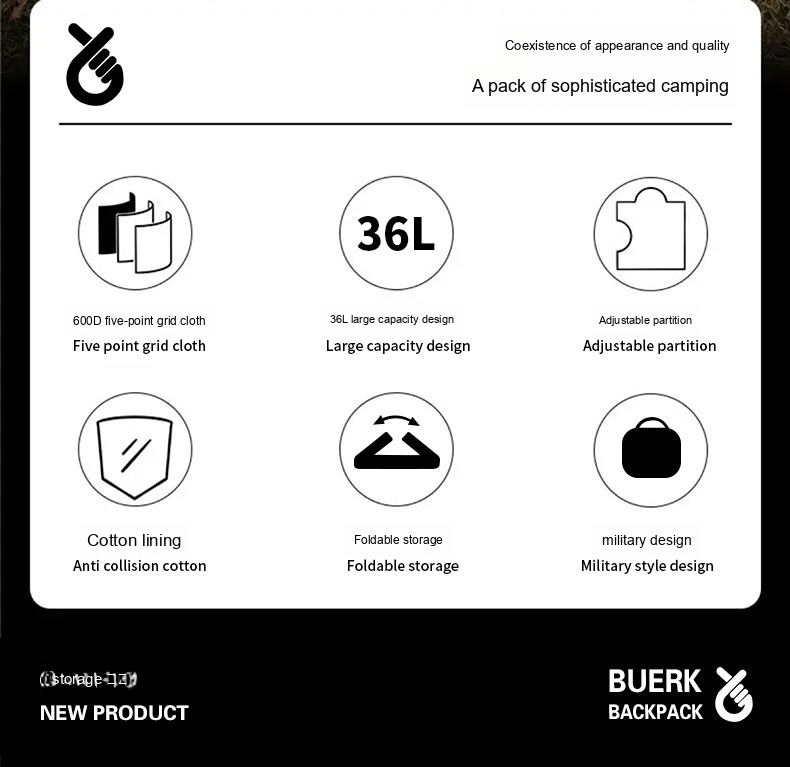 Coexistence of appearance and quality
A pack of sophisticated camping
36L
600D five-point grid cloth
Five point grid cloth
36L large capacity design
Large capacity design
Adjustable partition
Adjustable partition
Cotton lining
Anti collision cotton
Foldable storage
Foldable storage
military design
Military style design
storage
NEW PRODUCT
BUERK
BACKPACK